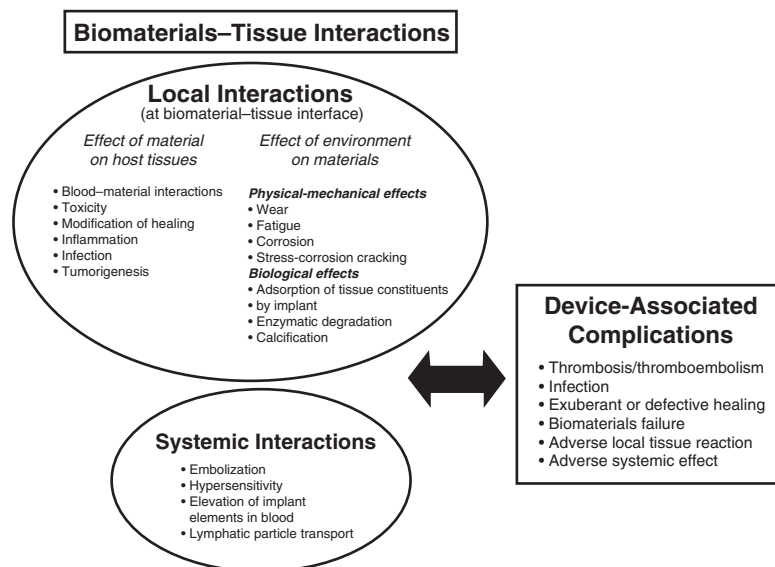 Biomaterials–Tissue Interactions
Local Interactions
(at biomaterial–tissue interface)
Effect of material
on host tissues
• Blood–material interactions
• Toxicity
• Modification of healing
• Inflammation
• Infection
• Tumorigenesis
Effect of environment
on materials
Physical-mechanical effects
• Wear
• Fatigue
• Corrosion
• Stress-corrosion cracking
Biological effects
• Adsorption of tissue constituents
• by implant
• Enzymatic degradation
• Calcification
Systemic Interactions
• Embolization
• Hypersensitivity
• Elevation of implant
elements in blood
• Lymphatic particle transport
Device-Associated
Complications
• Thrombosis/thromboembolism
• Infection
• Exuberant or defective healing
• Biomaterials failure
• Adverse local tissue reaction
• Adverse systemic effect